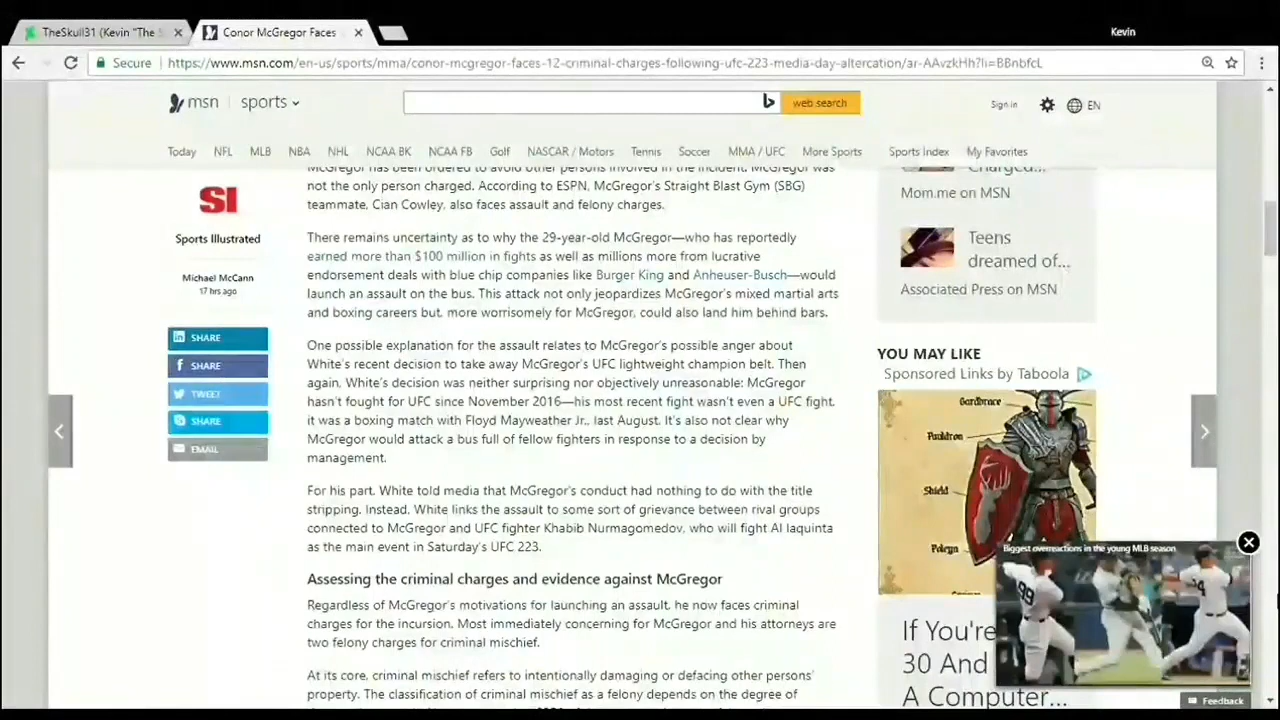 TheSkull31 (Kevin "The S
Conor McGregor Faces
Kevin
Secure
https://www.msn.com/en-us/sports/mma/conor-mcgregor-faces-12-criminal-charges-following-ufc-223-media-day-altercation/ar-AAvzkHh?li=BBnbfcL
msn
sports
web search
Sign in
EN
Today NFL MLB NBA NHL NCAA BK NCAA FB Golf NASCAR / Motors Tennis Soccer MMA / UFC More Sports Sports Index My Favorites
McGregor has been ordered to avoid other persons involved in the incident, McGregor was
not the only person charged. According to ESPN, McGregor's Straight Blast Gym (SBG)
teammate, Cian Cowley, also faces assault and felony charges.
SI
Sports Illustrated
Michael McCann
17 hrs ago
SHARE
SHARE
TWEET
SHARE
EMAIL
There remains uncertainty as to why the 29-year-old McGregor—who has reportedly
earned more than $100 million in fights as well as millions more from lucrative
endorsement deals with blue chip companies like Burger King and Anheuser-Busch—would
launch an assault on the bus. This attack not only jeopardizes McGregor's mixed martial arts
and boxing careers but, more worrisomely for McGregor, could also land him behind bars.
One possible explanation for the assault relates to McGregor's possible anger about
White's recent decision to take away McGregor's UFC lightweight champion belt. Then
again, White's decision was neither surprising nor objectively unreasonable: McGregor
hasn't fought for UFC since November 2016—his most recent fight wasn't even a UFC fight,
it was a boxing match with Floyd Mayweather Jr., last August. It's also not clear why
McGregor would attack a bus full of fellow fighters in response to a decision by
management.
For his part, White told media that McGregor's conduct had nothing to do with the title
stripping. Instead, White links the assault to some sort of grievance between rival groups
connected to McGregor and UFC fighter Khabib Nurmagomedov, who will fight Al Iaquinta
as the main event in Saturday's UFC 223.
Assessing the criminal charges and evidence against McGregor
Regardless of McGregor's motivations for launching an assault, he now faces criminal
charges for the incursion. Most immediately concerning for McGregor and his attorneys are
two felony charges for criminal mischief.
At its core, criminal mischief refers to intentionally damaging or defacing other persons'
property. The classification of criminal mischief as a felony depends on the degree of
Charged...
Mom.me on MSN
Teens
dreamed of...
Associated Press on MSN
YOU MAY LIKE
Sponsored Links by Taboola
Gardbrace
Pauldron
Shield
Poleyn
Biggest overreactions in the young MLB season
99
If You're
30 And
A Computer...
Feedback